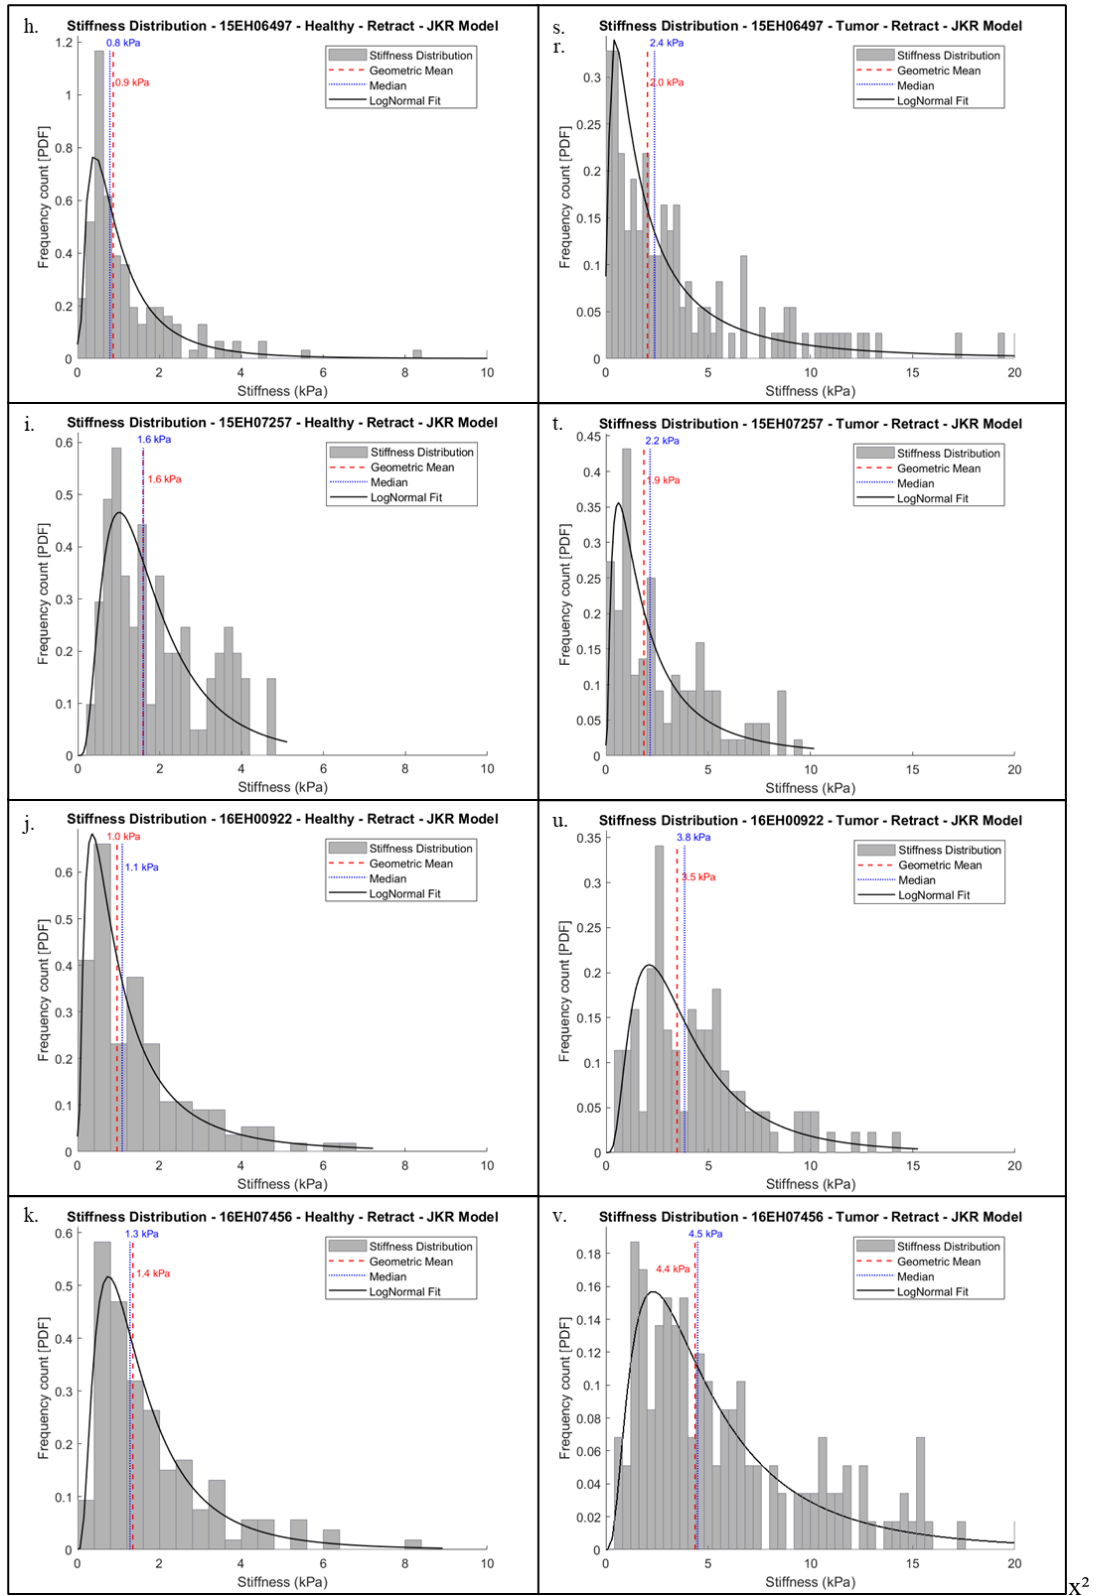 h.
Stiffness Distribution - 15EH06497 - Healthy - Retract - JKR Model
0.8 kPa
0.9 kPa
Stiffness Distribution
Geometric Mean
Median
LogNormal Fit
Frequency count [PDF]
1.2
1
0.8
0.6
0.4
0.2
0
0 2 4 6 8 10
Stiffness (kPa)
s.
r.
Stiffness Distribution - 15EH06497 - Tumor - Retract - JKR Model
2.4 kPa
2.0 kPa
Stiffness Distribution
Geometric Mean
Median
LogNormal Fit
Frequency count [PDF]
0.3
0.25
0.2
0.15
0.1
0.05
0
0 5 10 15 20
Stiffness (kPa)
i.
Stiffness Distribution - 15EH07257 - Healthy - Retract - JKR Model
1.6 kPa
1.6 kPa
Stiffness Distribution
Geometric Mean
Median
LogNormal Fit
Frequency count [PDF]
0.6
0.5
0.4
0.3
0.2
0.1
0
0 2 4 6 8 10
Stiffness (kPa)
t.
Stiffness Distribution - 15EH07257 - Tumor - Retract - JKR Model
2.2 kPa
1.9 kPa
Stiffness Distribution
Geometric Mean
Median
LogNormal Fit
Frequency count [PDF]
0.45
0.4
0.35
0.3
0.25
0.2
0.15
0.1
0.05
0
0 5 10 15 20
Stiffness (kPa)
j.
Stiffness Distribution - 16EH00922 - Healthy - Retract - JKR Model
1.0 kPa
1.1 kPa
Stiffness Distribution
Geometric Mean
Median
LogNormal Fit
Frequency count [PDF]
0.6
0.5
0.4
0.3
0.2
0.1
0
0 2 4 6 8 10
Stiffness (kPa)
u.
Stiffness Distribution - 16EH00922 - Tumor - Retract - JKR Model
3.8 kPa
3.5 kPa
Stiffness Distribution
Geometric Mean
Median
LogNormal Fit
Frequency count [PDF]
0.35
0.3
0.25
0.2
0.15
0.1
0.05
0
0 5 10 15 20
Stiffness (kPa)
k.
Stiffness Distribution - 16EH07456 - Healthy - Retract - JKR Model
1.3 kPa
1.4 kPa
Stiffness Distribution
Geometric Mean
Median
LogNormal Fit
Frequency count [PDF]
0.6
0.5
0.4
0.3
0.2
0.1
0
0 2 4 6 8 10
Stiffness (kPa)
v.
Stiffness Distribution - 16EH07456 - Tumor - Retract - JKR Model
4.5 kPa
4.4 kPa
Stiffness Distribution
Geometric Mean
Median
LogNormal Fit
Frequency count [PDF]
0.18
0.16
0.14
0.12
0.1
0.08
0.06
0.04
0.02
0
0 5 10 15 20
Stiffness (kPa)
x²